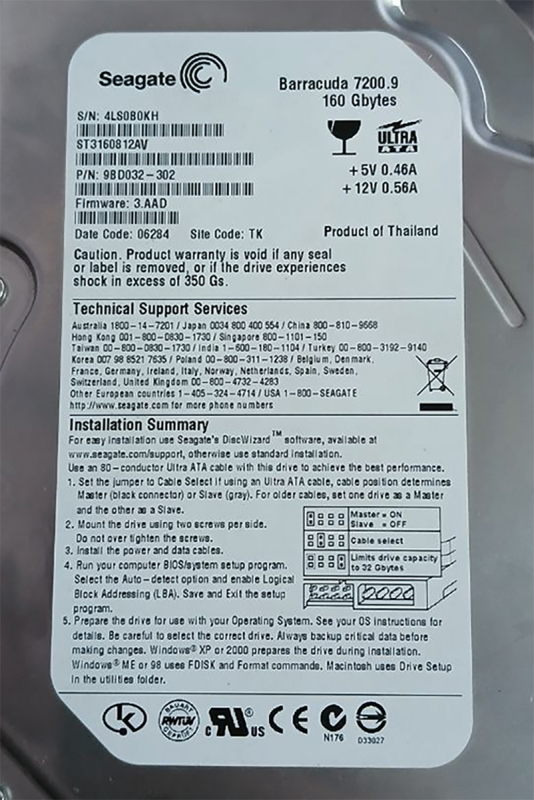 Seagate
Barracuda 7200.9
160 Gbytes
S/N: 4LS0B0KH
ST3160812AV
P/N: 9BD032-302
Firmware: 3.AAD
Date Code: 06284 Site Code: TK
ULTRA
ATA
+5V 0.46A
+12V 0.56A
Product of Thailand
Caution. Product warranty is void if any seal
or label is removed, or if the drive experiences
shock in excess of 350 Gs.
Technical Support Services
Australia 1800-14-7201 / Japan 0034 800 400 554 / China 800-810-9668
Hong Kong 001-800-0830-1730 / Singapore 800-1101-150
Taiwan 00-800-0830-1730 / India 1-600-180-1104 / Turkey 00-800-3192-9140
Korea 007 98 8521 7635 / Poland 00-800-311-1238 / Belgium, Denmark,
France, Germany, Ireland, Italy, Norway, Netherlands, Spain, Sweden,
Switzerland, United Kingdom 00-800-4732-4283
Other European countries 1-405-324-4714 / USA 1-800-SEAGATE
http://www.seagate.com for more phone numbers
Installation Summary
For easy installation use Seagate's DiscWizard™ software, available at
www.seagate.com/support, otherwise use standard installation.
Use an 80-conductor Ultra ATA cable with this drive to achieve the best performance.
1. Set the jumper to Cable Select if using an Ultra ATA cable, cable position determines
Master (black connector) or Slave (gray). For older cables, set one drive as a Master
and the other as a Slave.
2. Mount the drive using two screws per side.
Do not over tighten the screws.
3. Install the power and data cables.
4. Run your computer BIOS/system setup program.
Select the Auto-detect option and enable Logical
Block Addressing (LBA). Save and Exit the setup
program.
Master = ON
Slave = OFF
Cable select
Limits drive capacity
to 32 Gbytes
5. Prepare the drive for use with your Operating System. See your OS instructions for
details. Be careful to select the correct drive. Always backup critical data before
making changes. Windows® XP or 2000 prepares the drive during installation.
Windows® ME or 98 uses FDISK and Format commands. Macintosh uses Drive Setup
in the utilities folder.
BAUART
RWTÜV
GEPRÜFT
c RU ® US
CE
N176
D33027